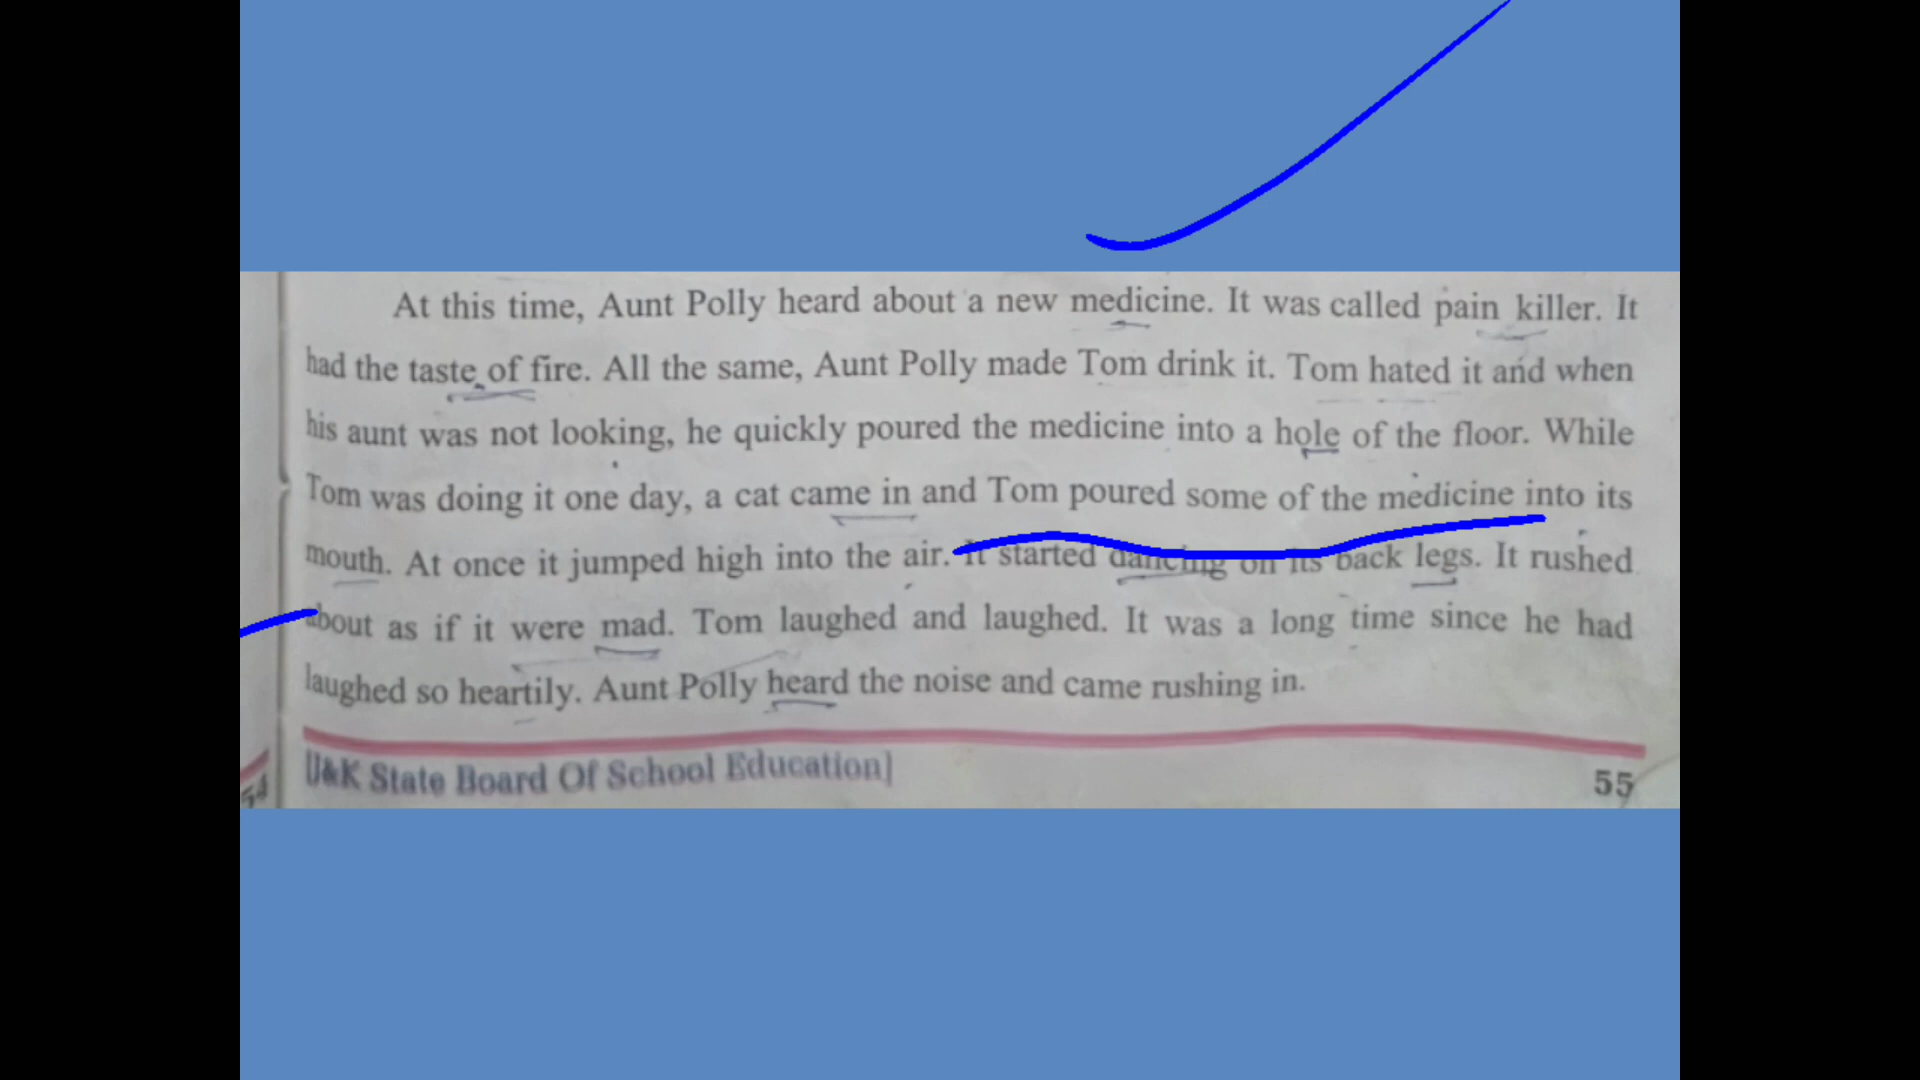 At this time, Aunt Polly heard about a new medicine. It was called pain killer. It
had the taste of fire. All the same, Aunt Polly made Tom drink it. Tom hated it and when
his aunt was not looking, he quickly poured the medicine into a hole of the floor. While
Tom was doing it one day, a cat came in and Tom poured some of the medicine into its
mouth. At once it jumped high into the air. It started dancing on its back legs. It rushed
about as if it were mad. Tom laughed and laughed. It was a long time since he had
laughed so heartily. Aunt Polly heard the noise and came rushing in.
J&K State Board Of School Education]
55